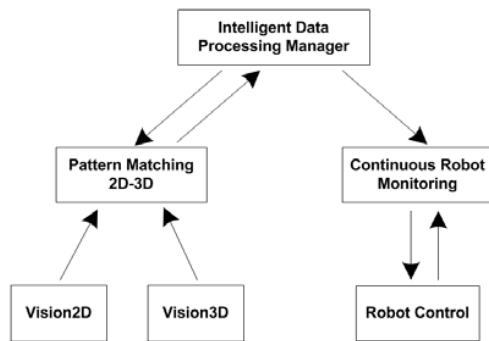 Intelligent Data
Processing Manager
Pattern Matching
2D-3D
Continuous Robot
Monitoring
Vision2D
Vision3D
Robot Control